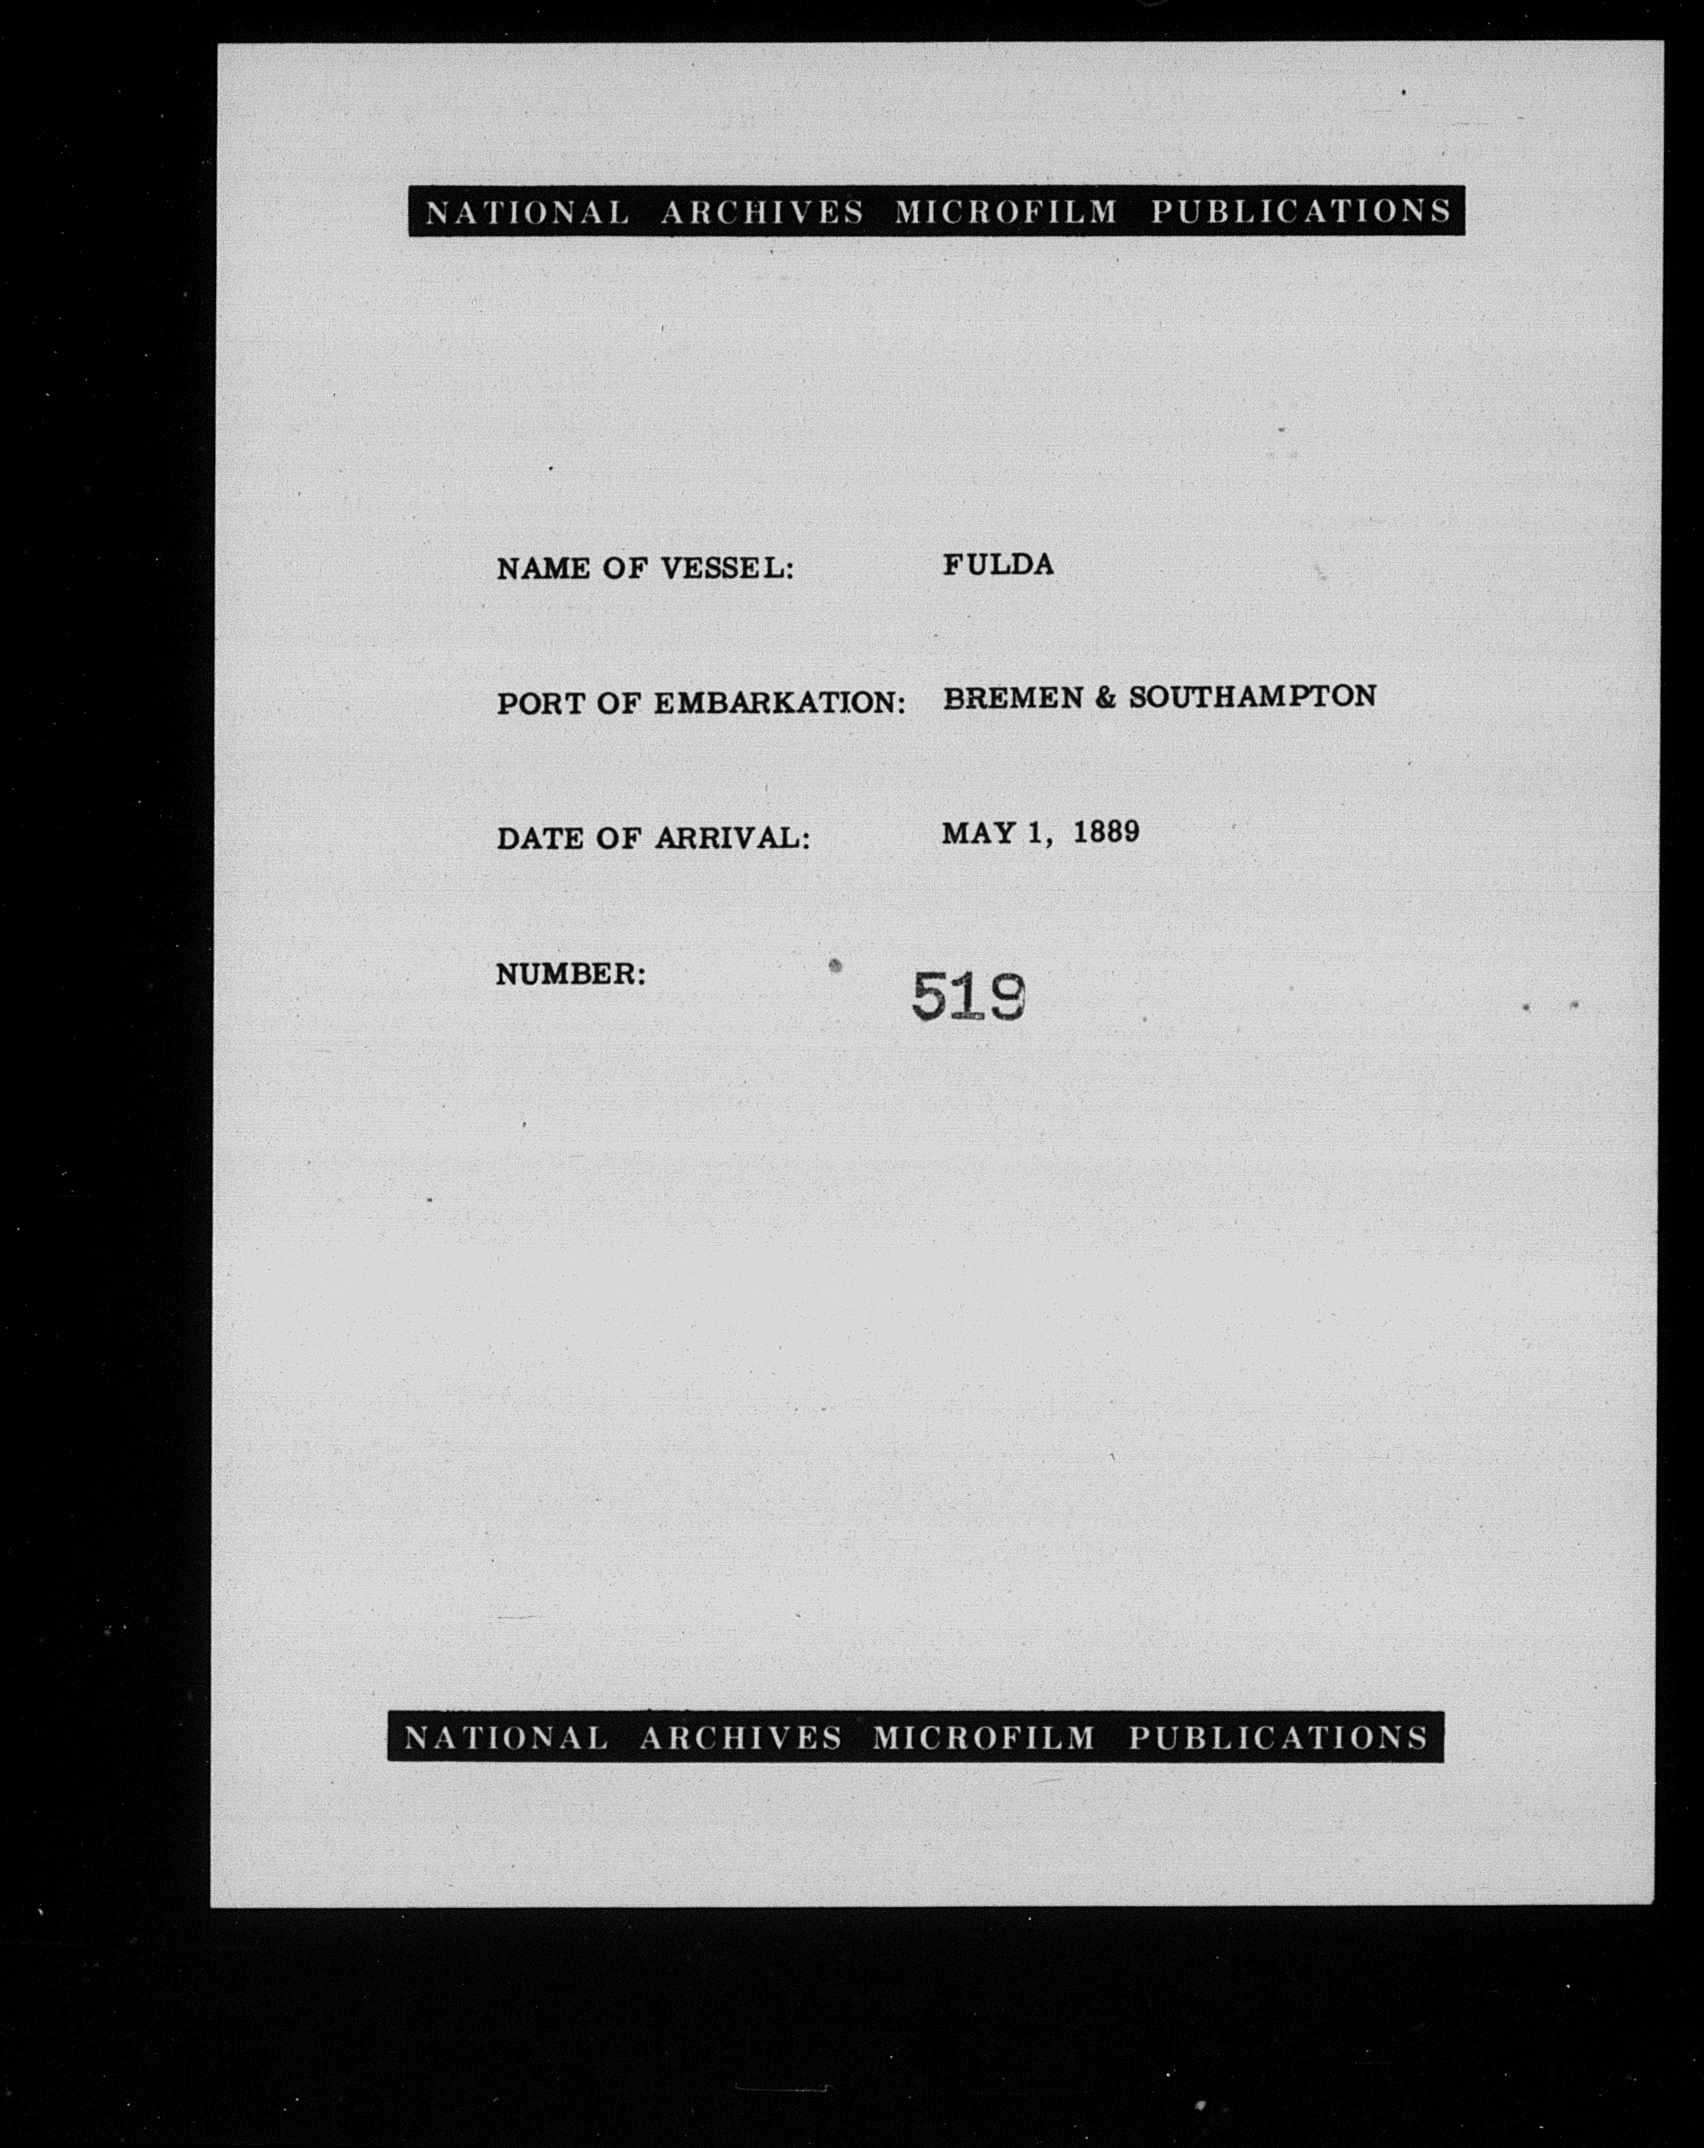 NATIONAL ARCHIVES MICROFILM PUBLICATIONS
NAME OF VESSEL: FULDA
PORT OF EMBARKATION: BREMEN & SOUTHAMPTON
DATE OF ARRIVAL: MAY 1, 1889
NUMBER: 519
NATIONAL ARCHIVES MICROFILM PUBLICATIONS